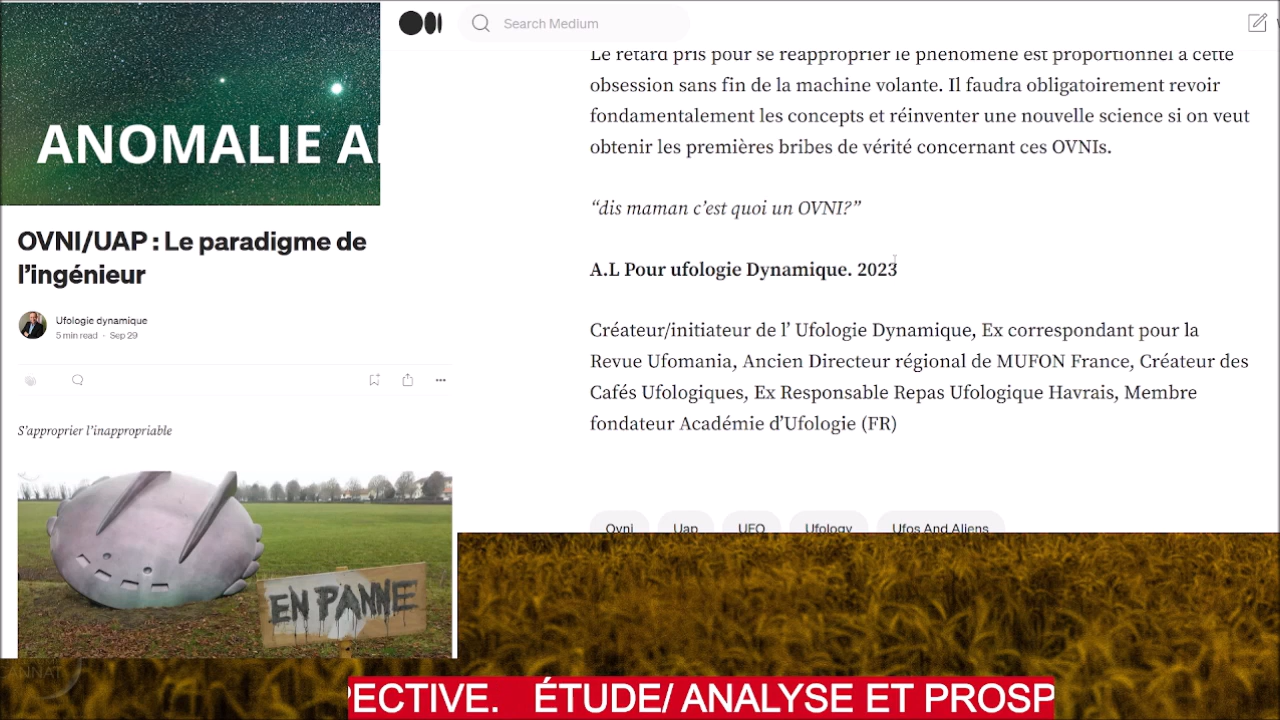 ANOMALIE A
OVNI/UAP : Le paradigme de
l'ingénieur
Ufologie dynamique
5 min read · Sep 29
S'approprier l'inappropriable
EN PANNE
ANNAT
Search Medium
Le retard pris pour se réapproprier le phénomène est proportionnel à cette
obsession sans fin de la machine volante. Il faudra obligatoirement revoir
fondamentalement les concepts et réinventer une nouvelle science si on veut
obtenir les premières bribes de vérité concernant ces OVNIs.
“dis maman c’est quoi un OVNI?”
A.L Pour ufologie Dynamique. 2023
Créateur/initiateur de l’ Ufologie Dynamique, Ex correspondant pour la
Revue Ufomania, Ancien Directeur régional de MUFON France, Créateur des
Cafés Ufologiques, Ex Responsable Repas Ufologique Havrais, Membre
fondateur Académie d’Ufologie (FR)
Ovni Uap UFO Ufology Ufos And Aliens
PECTIVE. ÉTUDE/ ANALYSE ET PROSP